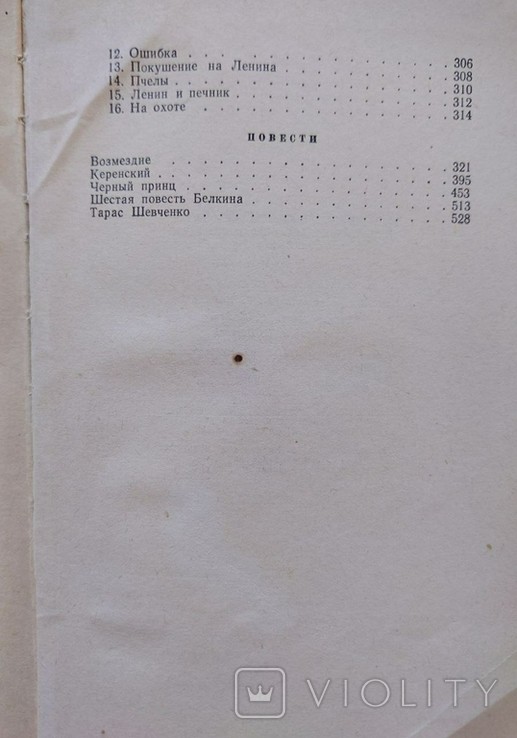 12. Ошибка . . . . . . . . . . . . 306
13. Покушение на Ленина . . . . . . . . 308
14. Пчелы . . . . . . . . . . . . 310
15. Ленин и печник . . . . . . . . . . 312
16. На охоте . . . . . . . . . . . 314
ПОВЕСТИ
Возмездие . . . . . . . . . . . . 321
Керенский . . . . . . . . . . . . 395
Черный принц . . . . . . . . . . . 453
Шестая повесть Белкина . . . . . . . . 513
Тарас Шевченко . . . . . . . . . . 528
VIOLITY